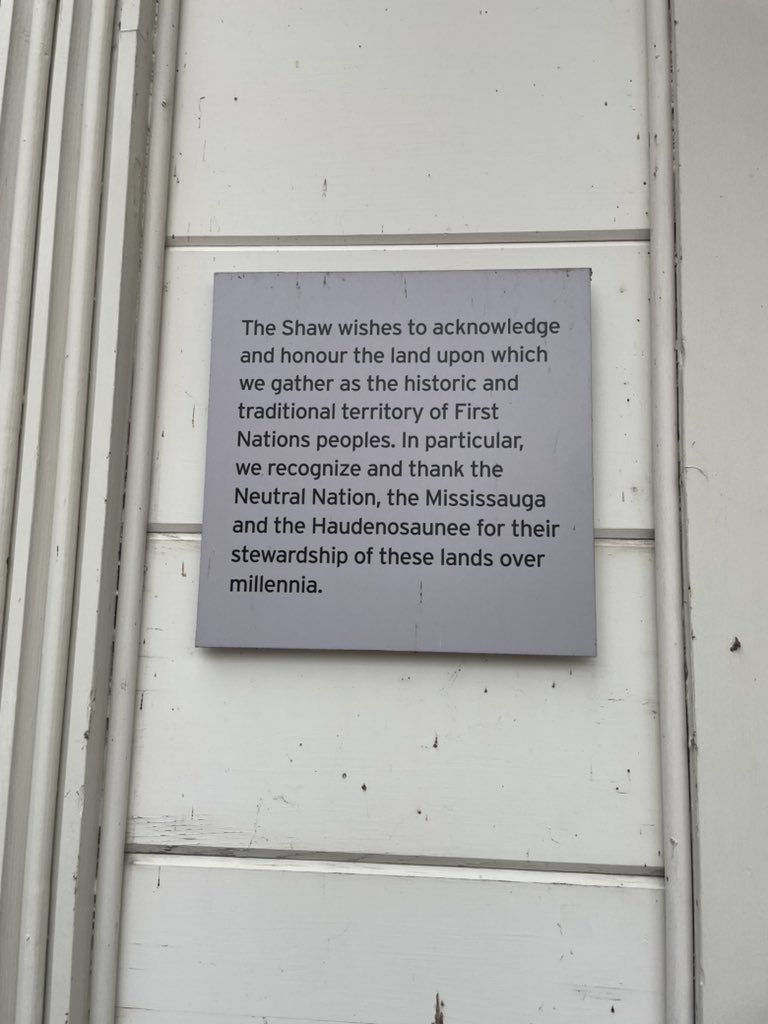 The Shaw wishes to acknowledge
and honour the land upon which
we gather as the historic and
traditional territory of First
Nations peoples. In particular,
we recognize and thank the
Neutral Nation, the Mississauga
and the Haudenosaunee for their
stewardship of these lands over
millennia.